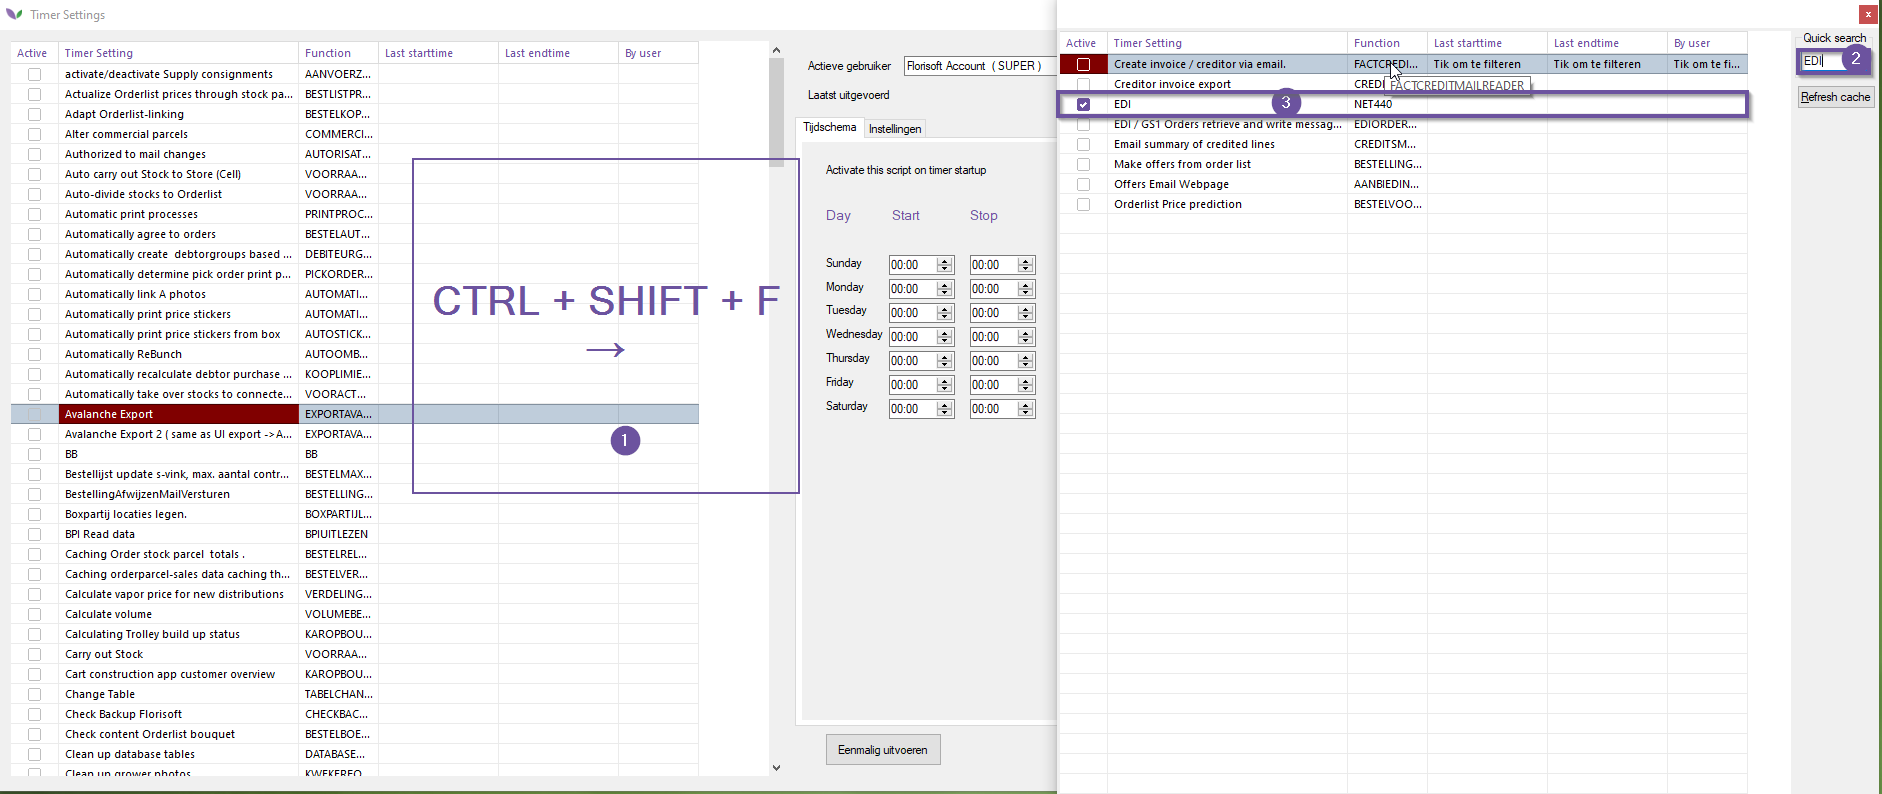 Timer Settings
x
Active Timer Setting Function Last starttime Last endtime By user
activate/deactivate Supply consignments AANVOERZ...
Actualize Orderlist prices through stock pa... BESTLISTPR...
Adapt Orderlist-linking BESTELKOP...
Alter commercial parcels COMMERCI...
Authorized to mail changes AUTORISAT...
Auto carry out Stock to Store (Cell) VOORRAA...
Auto-divide stocks to Orderlist VOORRAA...
Automatic print processes PRINTPROC...
Automatically agree to orders BESTELAUT...
Automatically create  debtorgroups based ... DEBITEURG...
Automatically determine pick order print p... PICKORDER...
Automatically link A photos AUTOMATI...
Automatically print price stickers AUTOMATI...
Automatically print price stickers from box AUTOSTICK...
Automatically ReBunch AUTOOMB...
Automatically recalculate debtor purchase ... KOOPLIMIE...
Automatically take over stocks to connecte... VOORACT...
Avalanche Export EXPORTAVA...
Avalanche Export 2 ( same as UI export ->A... EXPORTAVA...
BB BB
Bestellijst update s-vink, max. aantal contr... BESTELMAX...
BestellingAfwijzenMailVersturen BESTELLING...
Boxpartij locaties legen. BOXPARTIJL...
BPI Read data BPIUITLEZEN
Caching Order stock parcel  totals . BESTELREL...
Caching orderparcel-sales data caching th... BESTELVER...
Calculate vapor price for new distributions VERDELING...
Calculate volume VOLUMEBE...
Calculating Trolley build up status KAROPBOU...
Carry out Stock VOORRAA...
Cart construction app customer overview KAROPBOU...
Change Table TABELCHAN...
Check Backup Florisoft CHECKBAC...
Check content Orderlist bouquet BESTELBOE...
Clean up database tables DATABASE...
Clean up grower photos KWEKEREO...
CTRL + SHIFT + F
→
1
Actieve gebruiker Florisoft Account ( SUPER )
Laatst uitgevoerd
Tijdschema Instellingen
Activate this script on timer startup
Day Start Stop
Sunday 00:00 00:00
Monday 00:00 00:00
Tuesday 00:00 00:00
Wednesday 00:00 00:00
Thursday 00:00 00:00
Friday 00:00 00:00
Saturday 00:00 00:00
Eenmalig uitvoeren
Active Timer Setting Function Last starttime Last endtime By user
Create invoice / creditor via email. FACTCREDI... Tik om te filteren Tik om te filteren Tik om te fi...
Creditor invoice export CREDI
FACTCREDITMAILREADER
EDI 3 NET440
EDI / GS1 Orders retrieve and write messag... EDIORDER...
Email summary of credited lines CREDITSM...
Make offers from order list BESTELLING...
Offers Email Webpage AANBIEDIN...
Orderlist Price prediction BESTELVOO...
Quick search
EDI 2
Refresh cache